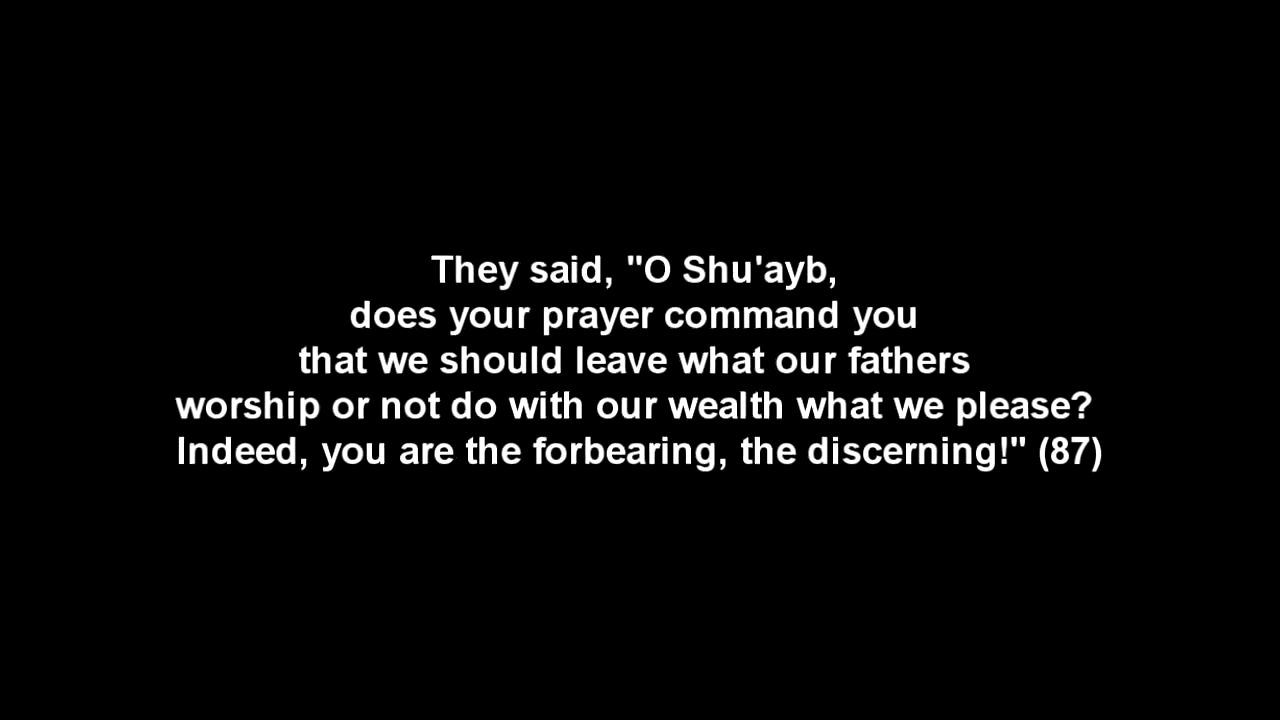 They said, "O Shu'ayb,
does your prayer command you
that we should leave what our fathers
worship or not do with our wealth what we please?
Indeed, you are the forbearing, the discerning!" (87)